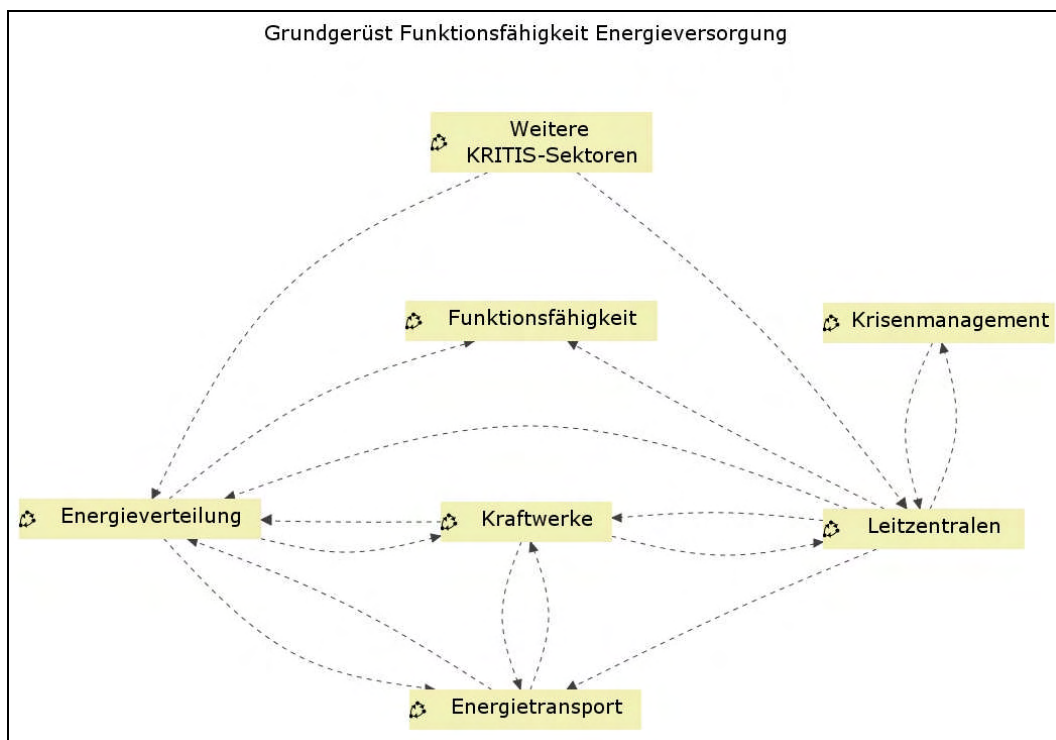 Grundgerüst Funktionsfähigkeit Energieversorgung
Weitere
KRITIS-Sektoren
Funktionsfähigkeit
Krisenmanagement
Energieverteilung
Kraftwerke
Leitzentralen
Energietransport